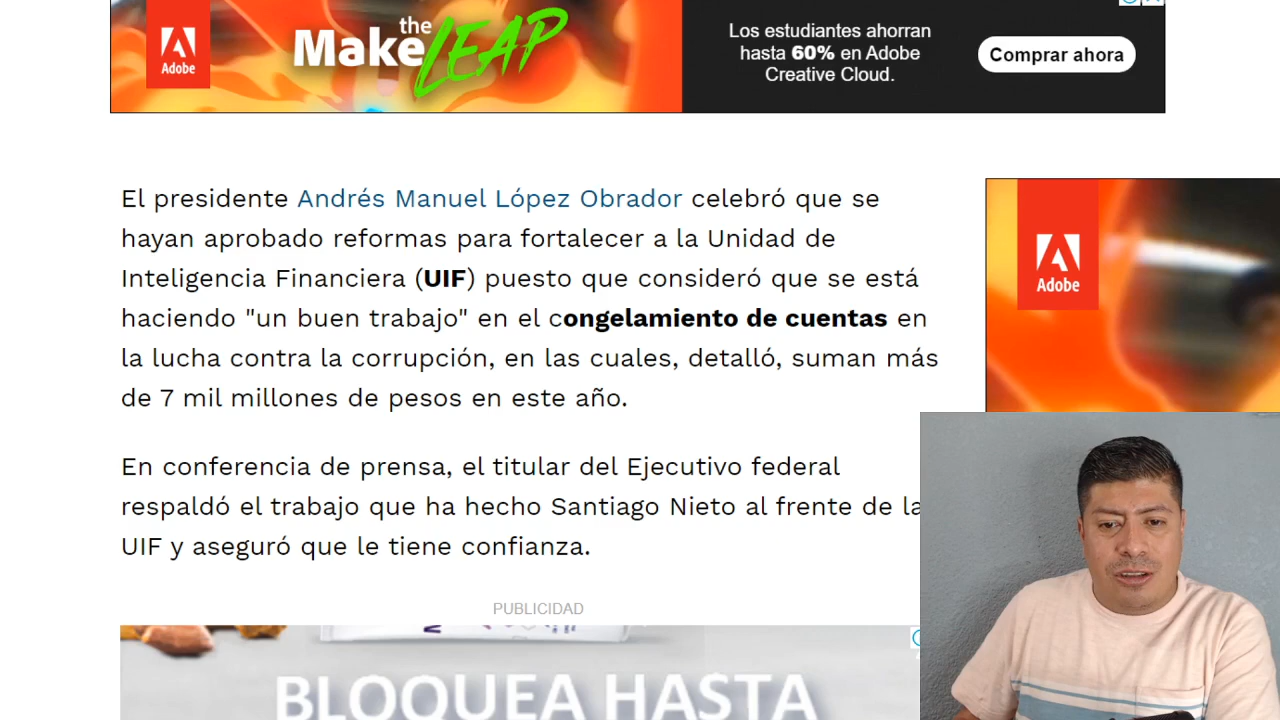 Adobe
Make the LEAP
Los estudiantes ahorran
hasta 60% en Adobe
Creative Cloud.
Comprar ahora
El presidente Andrés Manuel López Obrador celebró que se
hayan aprobado reformas para fortalecer a la Unidad de
Inteligencia Financiera (UIF) puesto que consideró que se está
haciendo "un buen trabajo" en el congelamiento de cuentas en
la lucha contra la corrupción, en las cuales, detalló, suman más
de 7 mil millones de pesos en este año.
Adobe
En conferencia de prensa, el titular del Ejecutivo federal
respaldó el trabajo que ha hecho Santiago Nieto al frente de la
UIF y aseguró que le tiene confianza.
PUBLICIDAD
BLOQUEA HASTA